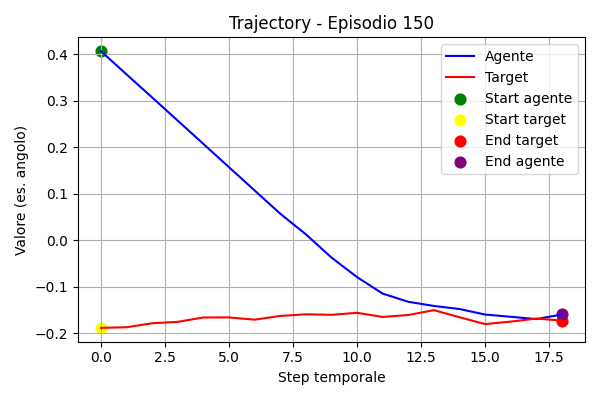 Trajectory - Episodio 150
Valore (es. angolo)
0.4
0.3
0.2
0.1
0.0
−0.1
−0.2
0.0 2.5 5.0 7.5 10.0 12.5 15.0 17.5
Step temporale
Agente
Target
Start agente
Start target
End target
End agente